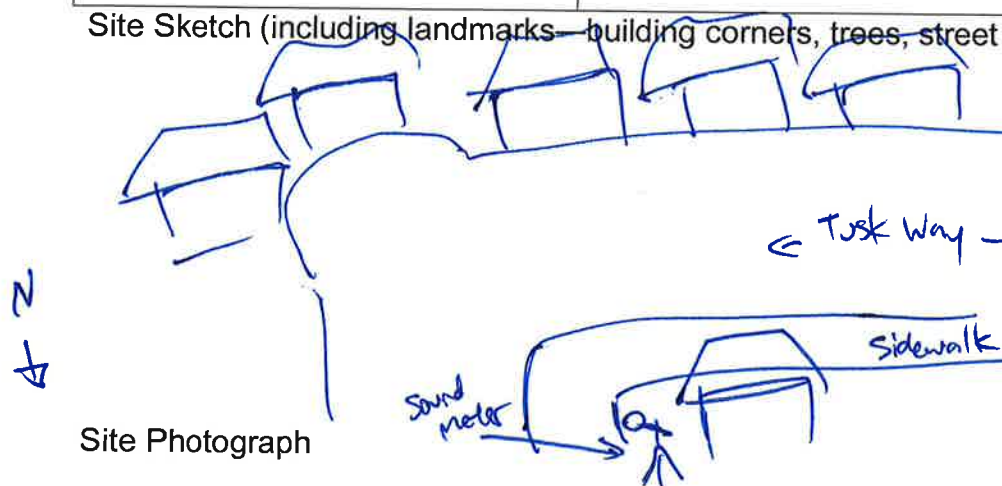 Site Sketch (including landmarks—building corners, trees, street
← Tusk Way –
N
Sidewalk
Sound
meter
Site Photograph